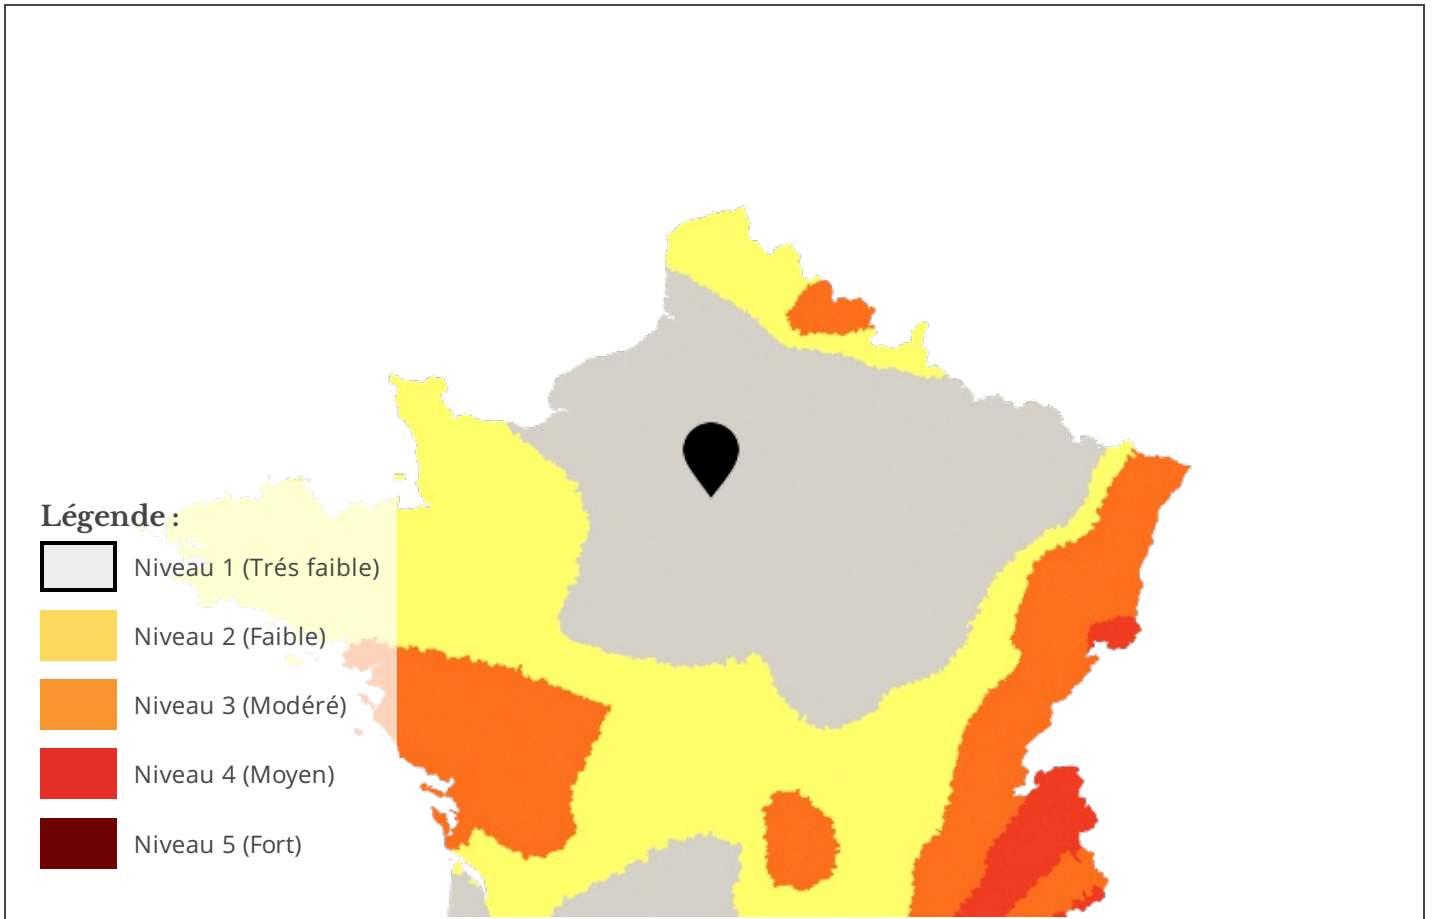 Légende :
Niveau 1 (Trés faible)
Niveau 2 (Faible)
Niveau 3 (Modéré)
Niveau 4 (Moyen)
Niveau 5 (Fort)